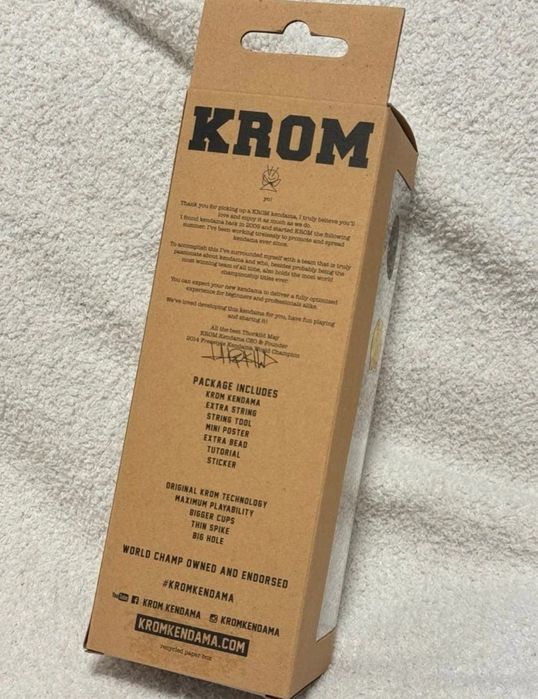 KROM
yo!
Thank you for picking up a KROM kendama, I truly believe you'll
love and enjoy it as much as we do.
I found kendama back in 2009 and started KROM the following
summer. I've been working tirelessly to promote and spread
kendama ever since.
To accomplish this I've surrounded myself with a team that is truly
passionate about kendama and who, besides probably being the
most winning team of all time, also holds the most world
championship titles ever.
You can expect your new kendama to deliver a fully optimized
experience for beginners and professionals alike.
We've loved developing this kendama for you, have fun playing
and sharing it!
All the best Thorkild May
KROM Kendama CEO & Founder
2014 Freestyle Kendama World Champion
PACKAGE INCLUDES
KROM KENDAMA
EXTRA STRING
STRING TOOL
MINI POSTER
EXTRA BEAD
TUTORIAL
STICKER
ORIGINAL KROM TECHNOLOGY
MAXIMUM PLAYABILITY
BIGGER CUPS
THIN SPIKE
BIG HOLE
WORLD CHAMP OWNED AND ENDORSED
#KROMKENDAMA
YouTube f KROM KENDAMA KROMKENDAMA
KROMKENDAMA.COM
recycled paper box